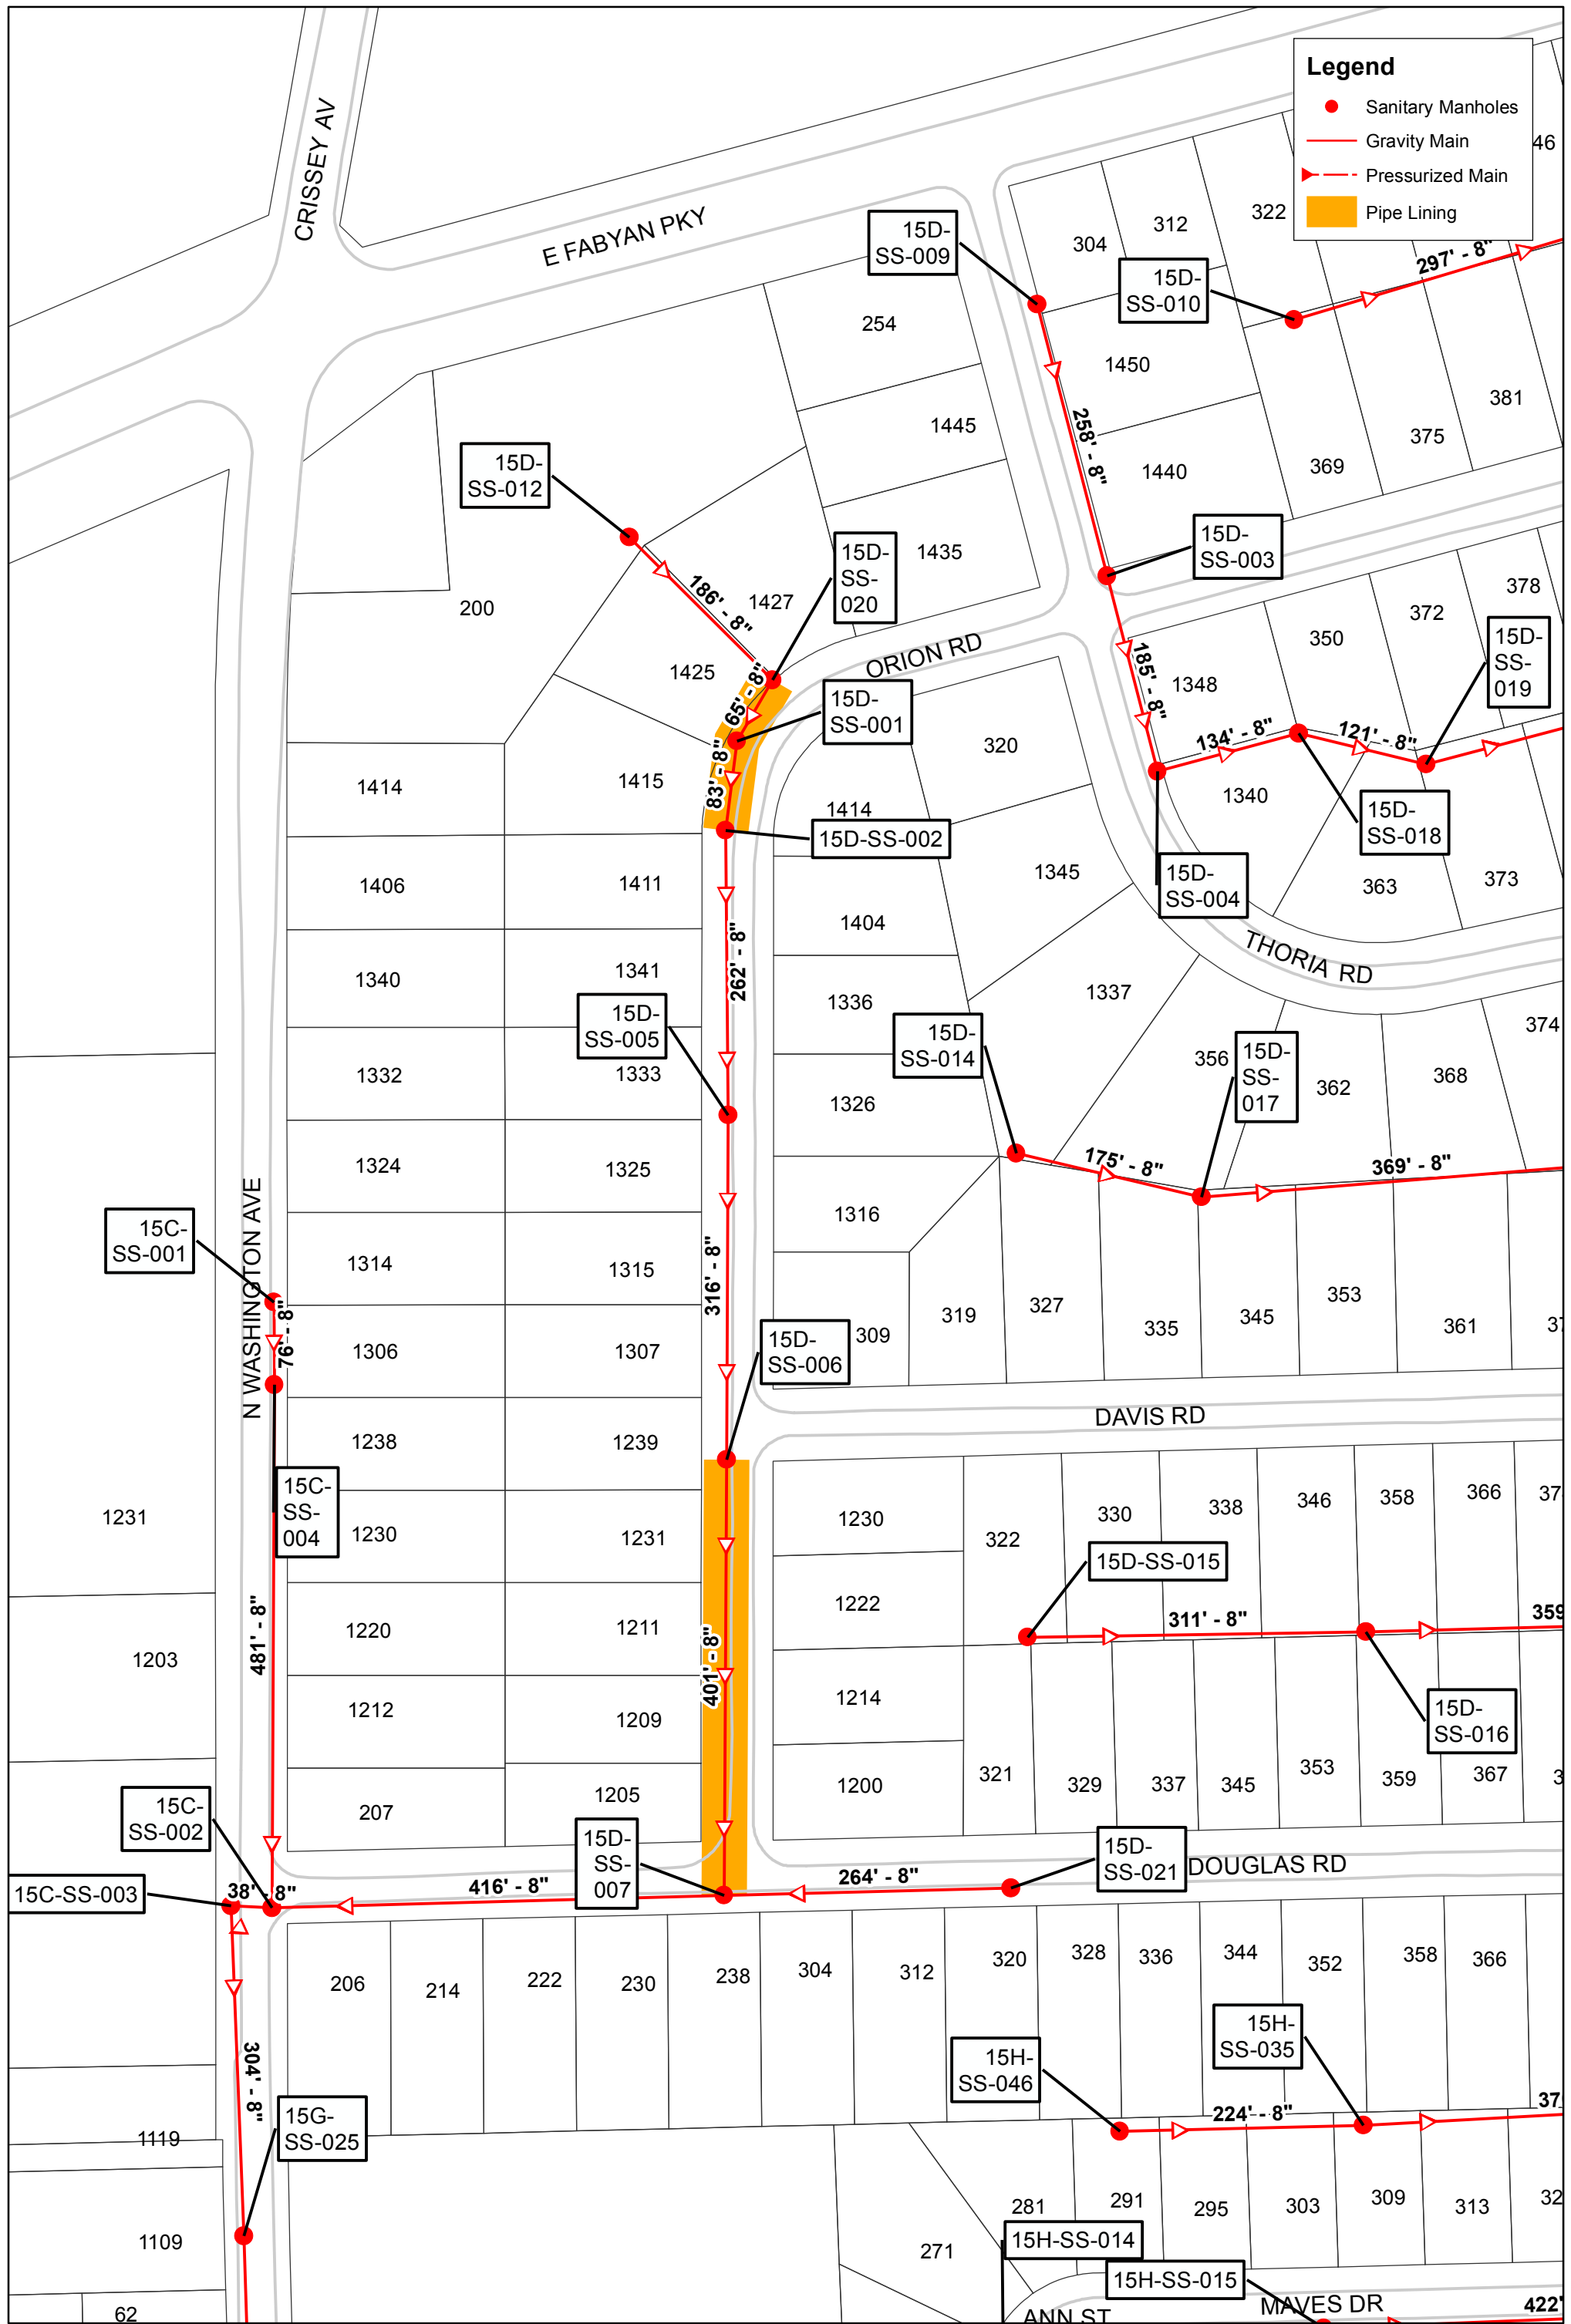 Legend
Sanitary Manholes
Gravity Main
Pressurized Main
Pipe Lining
CRISSEY AV
E FABYAN PKY
15D-
SS-009
304
312
322
46
15D-
SS-010
297' - 8"
254
1450
258' - 8"
381
1445
375
1440
369
15D-
SS-012
15D-
SS-020
1435
15D-
SS-003
186' - 8"
1427
200
378
372
350
15D-
SS-
019
ORION RD
1425
65' - 8"
185' - 8"
1348
15D-
SS-001
134' - 8"
121' - 8"
320
83' - 8"
1414
1415
1414
1340
15D-
SS-018
15D-SS-002
1345
15D-
SS-004
363
373
1406
1411
1404
262' - 8"
THORIA RD
1340
1341
1336
1337
15D-
SS-005
15D-
SS-014
374
1332
1333
1326
356
15D-
SS-
017
362
368
1324
1325
175' - 8"
369' - 8"
N WASHINGTON AVE
15C-
SS-001
1316
1314
1315
316' - 8"
76' - 8"
1306
1307
15D-
SS-006
309
319
327
335
345
353
361
37
DAVIS RD
1238
1239
15C-
SS-
004
1231
1230
1231
1230
322
330
338
346
358
366
37
15D-SS-015
1222
481' - 8"
1220
1211
401' - 8"
311' - 8"
359
1203
1214
1212
1209
15D-
SS-016
1200
321
329
337
345
353
359
367
3
207
1205
15C-
SS-002
15D-
SS-
007
15D-
SS-021
DOUGLAS RD
15C-SS-003
38' - 8"
416' - 8"
264' - 8"
206
214
222
230
238
304
312
320
328
336
344
352
358
366
304' - 8"
15H-
SS-046
15H-
SS-035
15G-
SS-025
224' - 8"
37
1119
1109
281
291
295
303
309
313
32
271
15H-SS-014
15H-SS-015
62
ANN ST
MAVES DR
422'